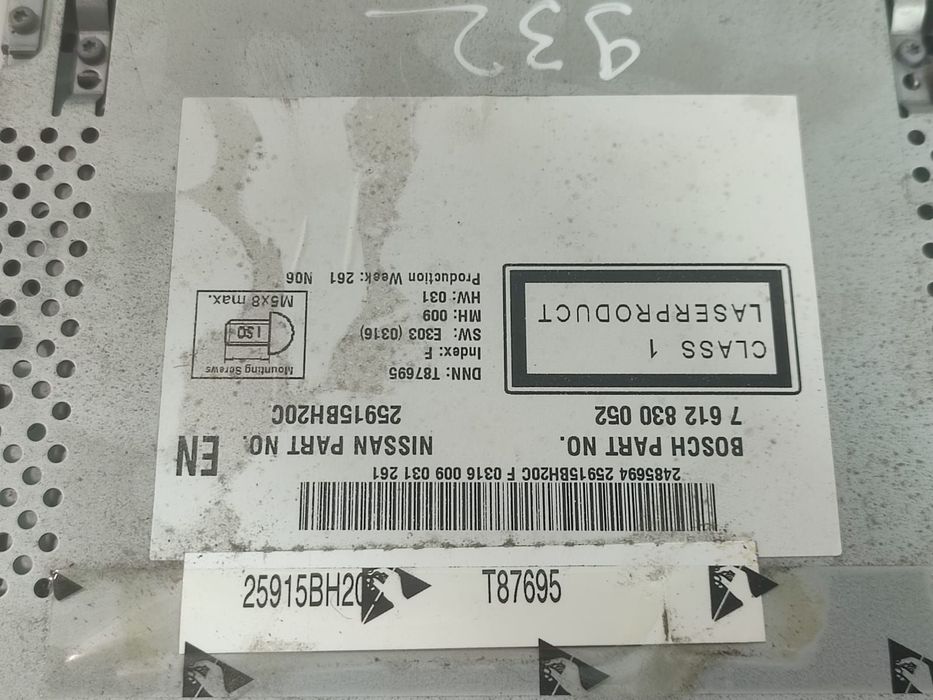 932
2485694 25915BH20C F 0316 009 031 261
BOSCH PART NO. NISSAN PART NO. EN
7 612 830 052 25915BH20C
CLASS 1
LASERPRODUCT
DNN: T87695
Index: F
SW: E303 (0316)
MH: 009
HW: 031
Production Week: 261 N06
Mounting Screws
ISO
M5x8 max.
25915BH20 T87695